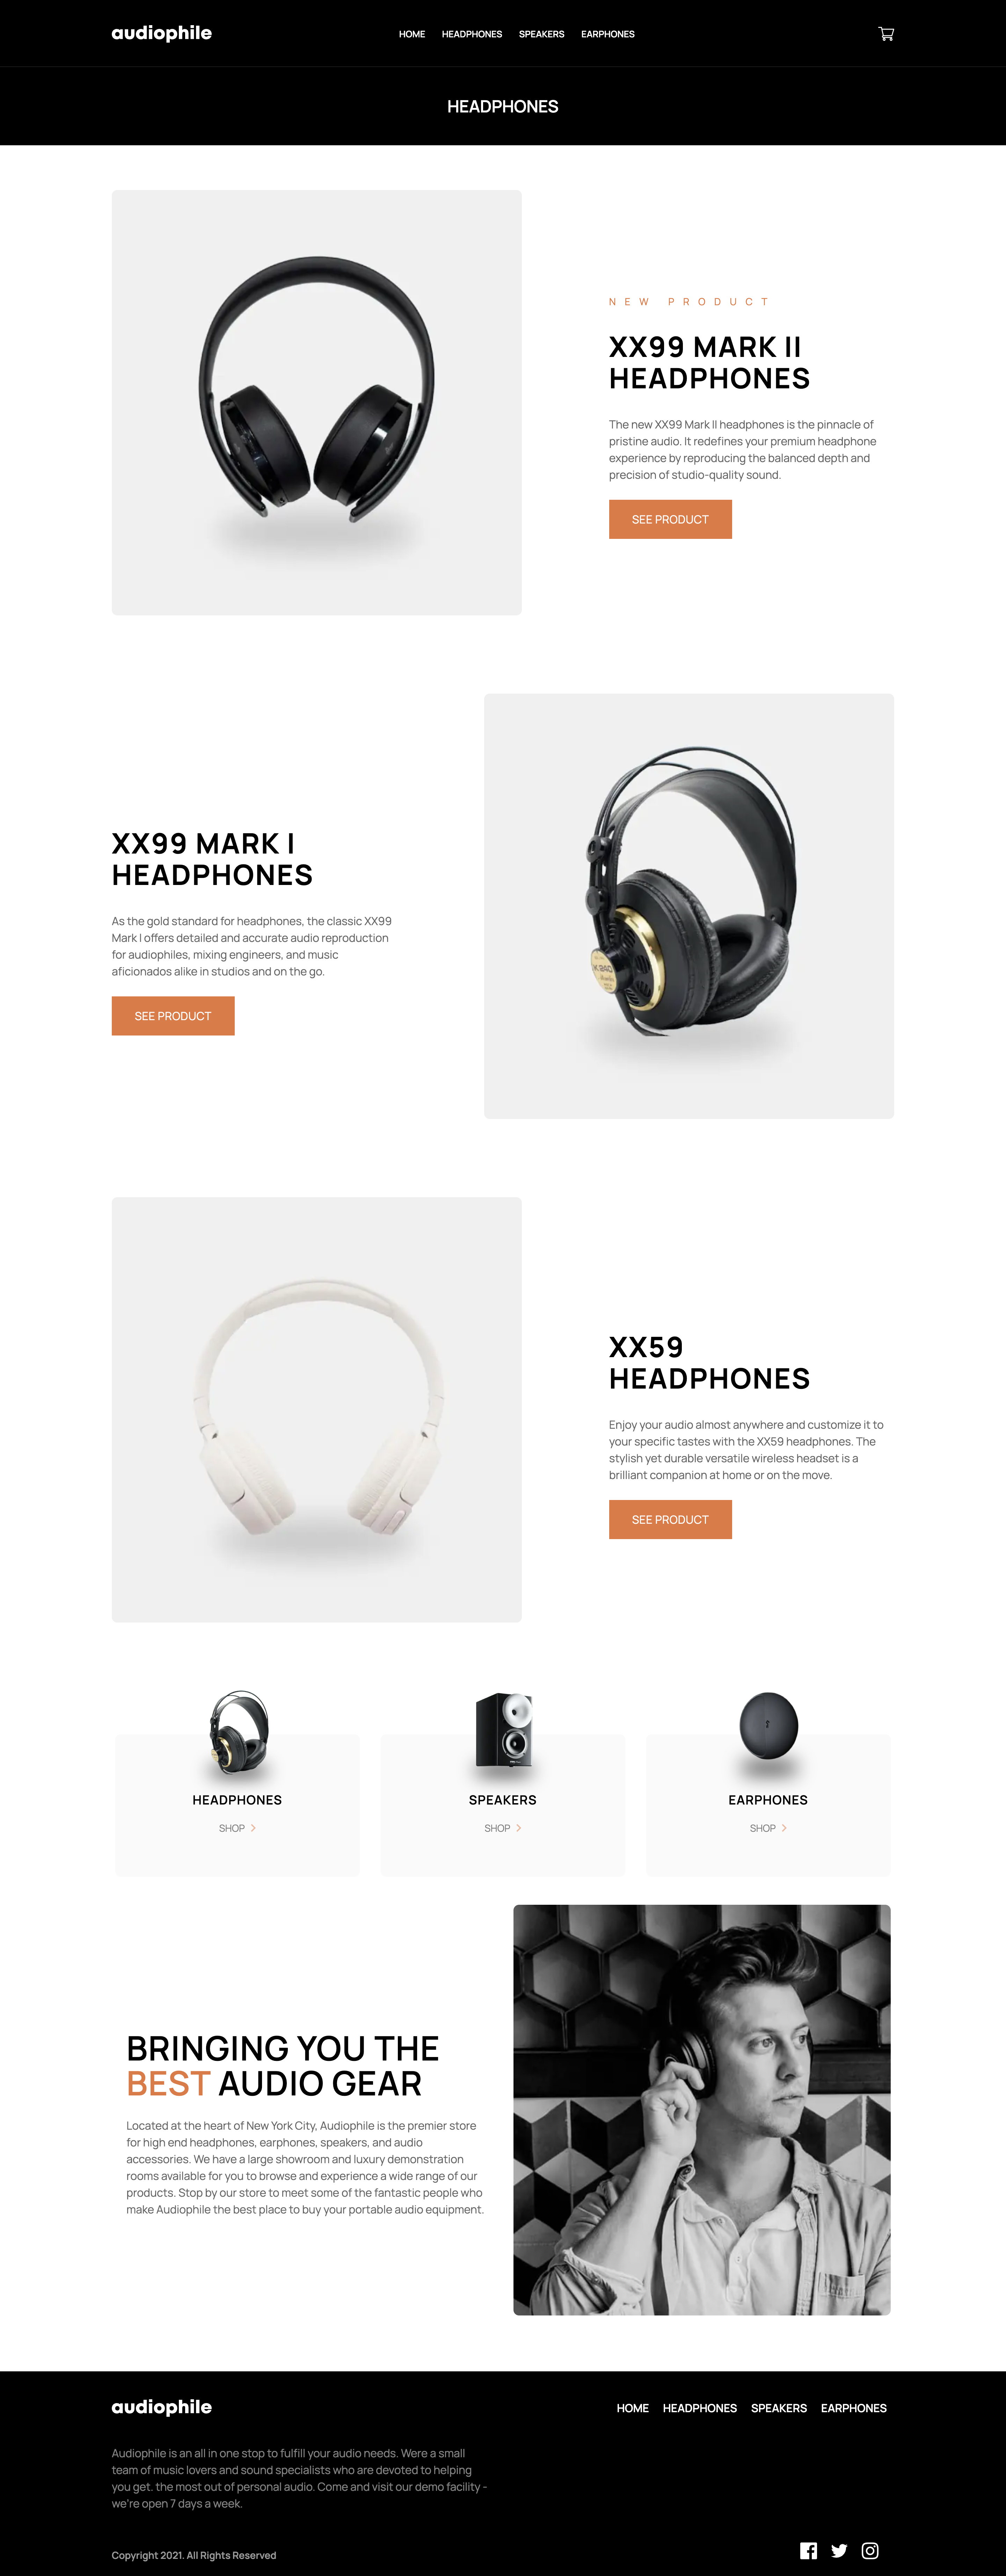 audiophile
HOME HEADPHONES SPEAKERS EARPHONES
HEADPHONES
NEW PRODUCT
XX99 MARK II
HEADPHONES
The new XX99 Mark II headphones is the pinnacle of
pristine audio. It redefines your premium headphone
experience by reproducing the balanced depth and
precision of studio-quality sound.
SEE PRODUCT
XX99 MARK I
HEADPHONES
As the gold standard for headphones, the classic XX99
Mark I offers detailed and accurate audio reproduction
for audiophiles, mixing engineers, and music
aficionados alike in studios and on the go.
SEE PRODUCT
XX59
HEADPHONES
Enjoy your audio almost anywhere and customize it to
your specific tastes with the XX59 headphones. The
stylish yet durable versatile wireless headset is a
brilliant companion at home or on the move.
SEE PRODUCT
HEADPHONES
SHOP
SPEAKERS
SHOP
EARPHONES
SHOP
BRINGING YOU THE
BEST AUDIO GEAR
Located at the heart of New York City, Audiophile is the premier store
for high end headphones, earphones, speakers, and audio
accessories. We have a large showroom and luxury demonstration
rooms available for you to browse and experience a wide range of our
products. Stop by our store to meet some of the fantastic people who
make Audiophile the best place to buy your portable audio equipment.
audiophile
HOME HEADPHONES SPEAKERS EARPHONES
Audiophile is an all in one stop to fulfill your audio needs. Were a small
team of music lovers and sound specialists who are devoted to helping
you get. the most out of personal audio. Come and visit our demo facility -
we're open 7 days a week.
Copyright 2021. All Rights Reserved